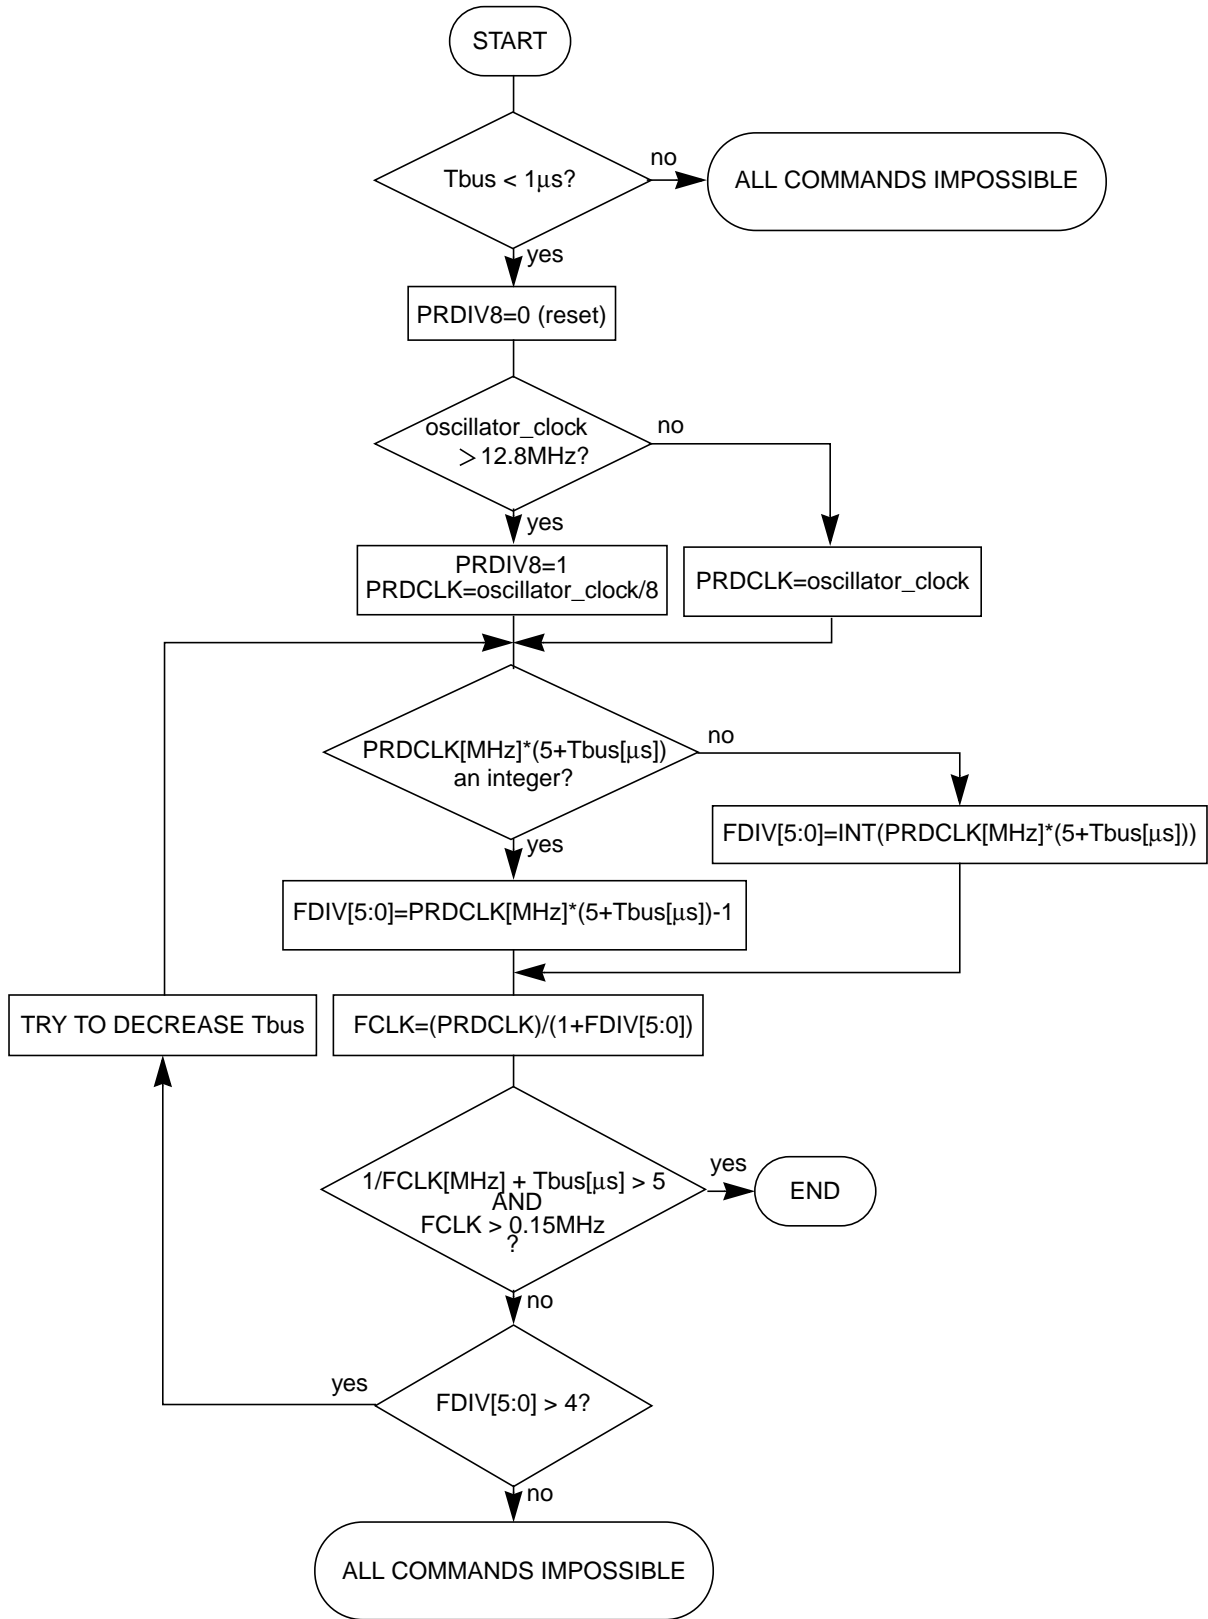 START
Tbus < 1μs?
no
ALL COMMANDS IMPOSSIBLE
yes
PRDIV8=0 (reset)
oscillator_clock
>12.8MHz?
no
yes
PRDIV8=1
PRDCLK=oscillator_clock/8
PRDCLK=oscillator_clock
PRDCLK[MHz]*(5+Tbus[μs])
an integer?
no
yes
FDIV[5:0]=INT(PRDCLK[MHz]*(5+Tbus[μs]))
FDIV[5:0]=PRDCLK[MHz]*(5+Tbus[μs])-1
TRY TO DECREASE Tbus
FCLK=(PRDCLK)/(1+FDIV[5:0])
1/FCLK[MHz] + Tbus[μs] > 5
AND
FCLK > 0.15MHz
?
yes
END
no
FDIV[5:0] > 4?
yes
no
ALL COMMANDS IMPOSSIBLE